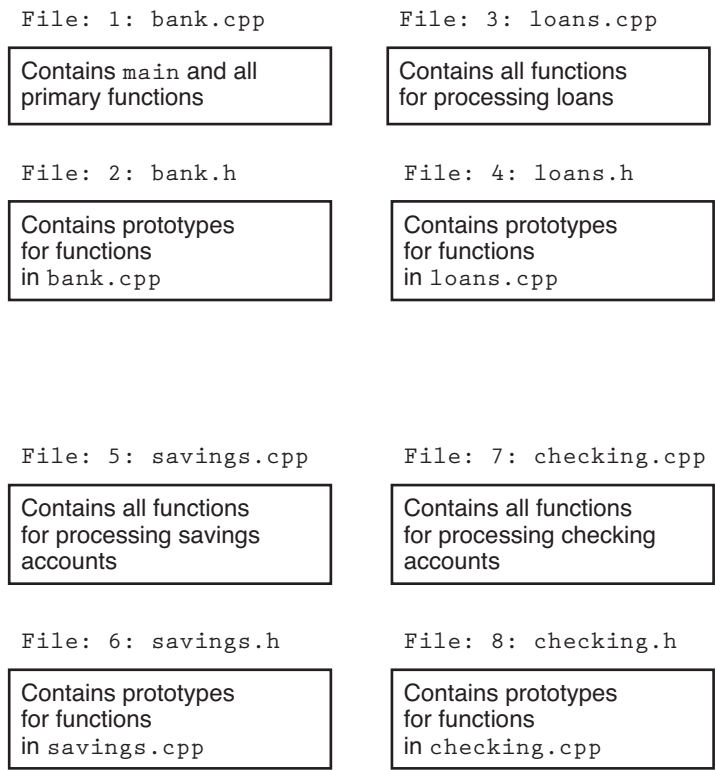 File: 1: bank.cpp
Contains main and all
primary functions
File: 2: bank.h
Contains prototypes
for functions
in bank.cpp
File: 3: loans.cpp
Contains all functions
for processing loans
File: 4: loans.h
Contains prototypes
for functions
in loans.cpp
File: 5: savings.cpp
Contains all functions
for processing savings
accounts
File: 6: savings.h
Contains prototypes
for functions
in savings.cpp
File: 7: checking.cpp
Contains all functions
for processing checking
accounts
File: 8: checking.h
Contains prototypes
for functions
in checking.cpp